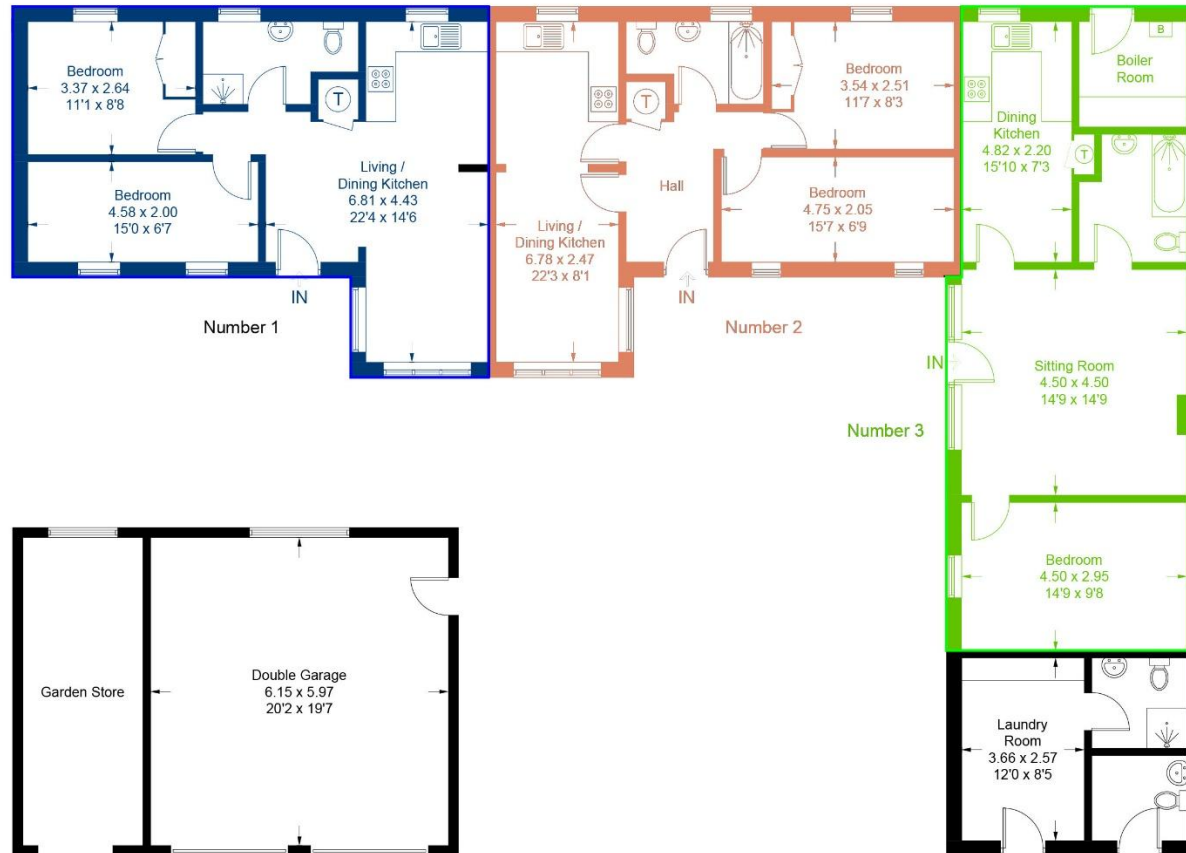 Bedroom
3.37 x 2.64
11'1 x 8'8
T
Bedroom
4.58 x 2.00
15'0 x 6'7
Living /
Dining Kitchen
6.81 x 4.43
22'4 x 14'6
IN
Number 1
Living /
Dining Kitchen
6.78 x 2.47
22'3 x 8'1
T
Hall
Bedroom
3.54 x 2.51
11'7 x 8'3
Bedroom
4.75 x 2.05
15'7 x 6'9
IN
Number 2
B
Boiler
Room
Dining
Kitchen
4.82 x 2.20
15'10 x 7'3
T
IN
Sitting Room
4.50 x 4.50
14'9 x 14'9
Number 3
Bedroom
4.50 x 2.95
14'9 x 9'8
Garden Store
Double Garage
6.15 x 5.97
20'2 x 19'7
Laundry
Room
3.66 x 2.57
12'0 x 8'5